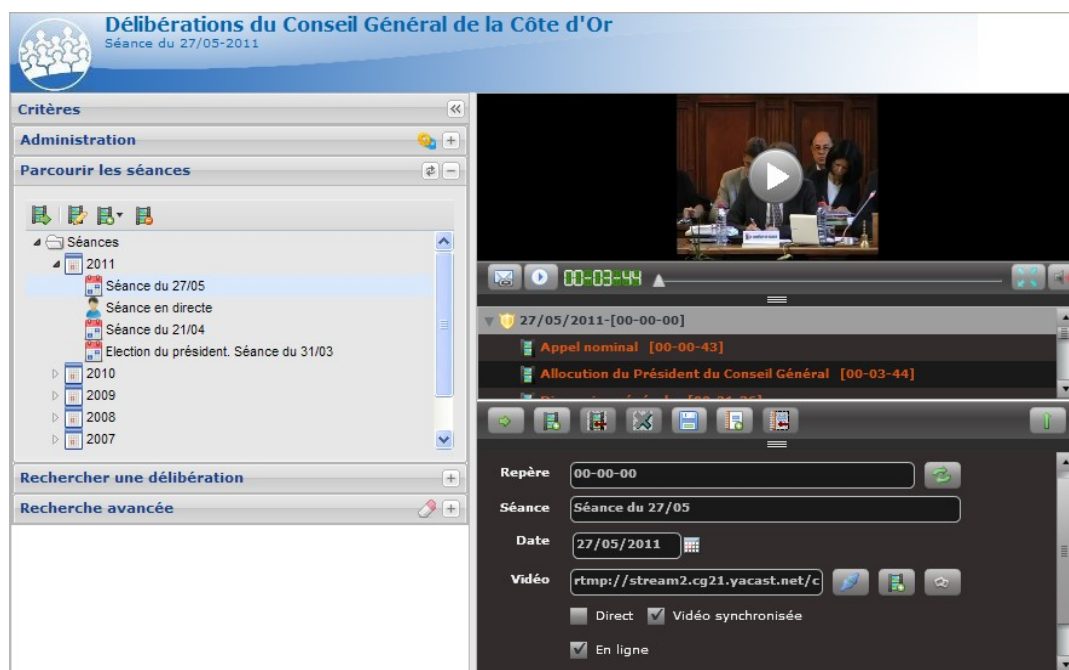 Délibérations du Conseil Général de la Côte d'Or
Séance du 27/05-2011
Critères
Administration
Parcourir les séances
Séances
2011
Séance du 27/05
Séance en directe
Séance du 21/04
Election du président. Séance du 31/03
2010
2009
2008
2007
Rechercher une délibération
Recherche avancée
00-03-44
27/05/2011-[00-00-00]
Appel nominal [00-00-43]
Allocution du Président du Conseil Général [00-03-44]
Repère 00-00-00
Séance Séance du 27/05
Date 27/05/2011
Vidéo rtmp://stream2.cg21.yacast.net/c
Direct Vidéo synchronisée
En ligne